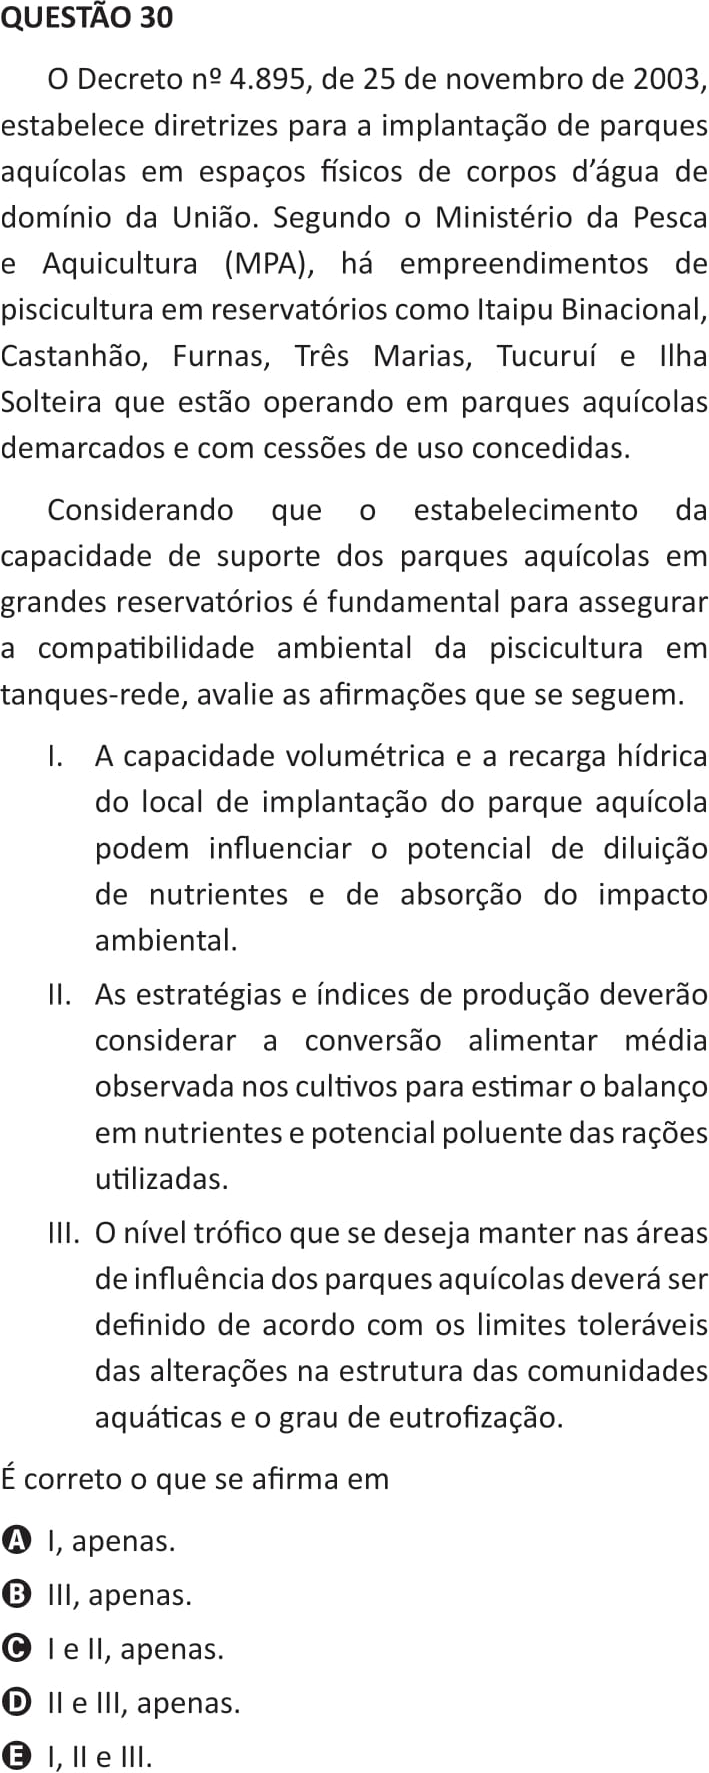 QUESTÃO 30
O Decreto nº 4.895, de 25 de novembro de 2003,
estabelece diretrizes para a implantação de parques
aquícolas em espaços físicos de corpos d’água de
domínio da União. Segundo o Ministério da Pesca
e Aquicultura (MPA), há empreendimentos de
piscicultura em reservatórios como Itaipu Binacional,
Castanhão, Furnas, Três Marias, Tucuruí e Ilha
Solteira que estão operando em parques aquícolas
demarcados e com cessões de uso concedidas.
Considerando que o estabelecimento da
capacidade de suporte dos parques aquícolas em
grandes reservatórios é fundamental para assegurar
a compatibilidade ambiental da piscicultura em
tanques-rede, avalie as afirmações que se seguem.
I. A capacidade volumétrica e a recarga hídrica
do local de implantação do parque aquícola
podem influenciar o potencial de diluição
de nutrientes e de absorção do impacto
ambiental.
II. As estratégias e índices de produção deverão
considerar a conversão alimentar média
observada nos cultivos para estimar o balanço
em nutrientes e potencial poluente das rações
utilizadas.
III. O nível trófico que se deseja manter nas áreas
de influência dos parques aquícolas deverá ser
definido de acordo com os limites toleráveis
das alterações na estrutura das comunidades
aquáticas e o grau de eutrofização.
É correto o que se afirma em
A I, apenas.
B III, apenas.
C I e II, apenas.
D II e III, apenas.
E I, II e III.